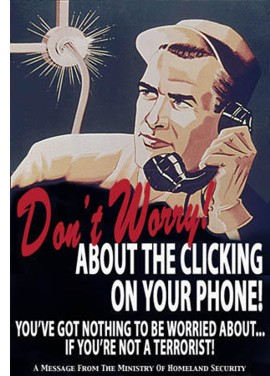 Don't Worry!
ABOUT THE CLICKING
ON YOUR PHONE!
YOU'VE GOT NOTHING TO BE WORRIED ABOUT...
IF YOU'RE NOT A TERRORIST!
A MESSAGE FROM THE MINISTRY OF HOMELAND SECURITY